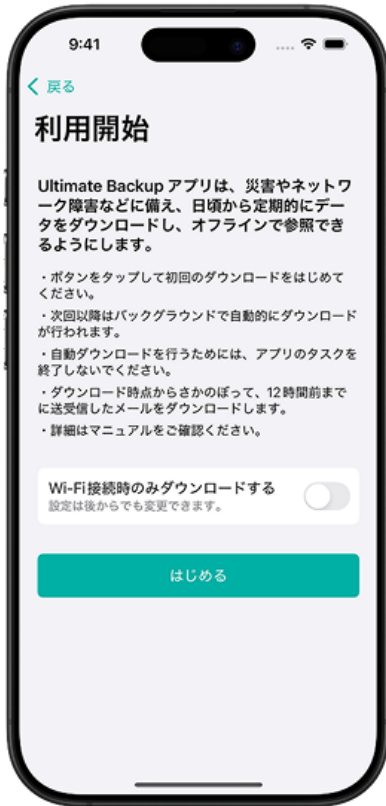 9:41
戻る
利用開始
Ultimate Backup アプリは、災害やネットワ
ーク障害などに備え、日頃から定期的にデー
タをダウンロードし、オフラインで参照でき
るようにします。
・ボタンをタップして初回のダウンロードをはじめて
ください。
・次回以降はバックグラウンドで自動的にダウンロード
が行われます。
・自動ダウンロードを行うためには、アプリのタスクを
終了しないでください。
・ダウンロード時点からさかのぼって、12時間前まで
に送受信したメールをダウンロードします。
・詳細はマニュアルをご確認ください。
Wi-Fi接続時のみダウンロードする
設定は後からでも変更できます。
はじめる